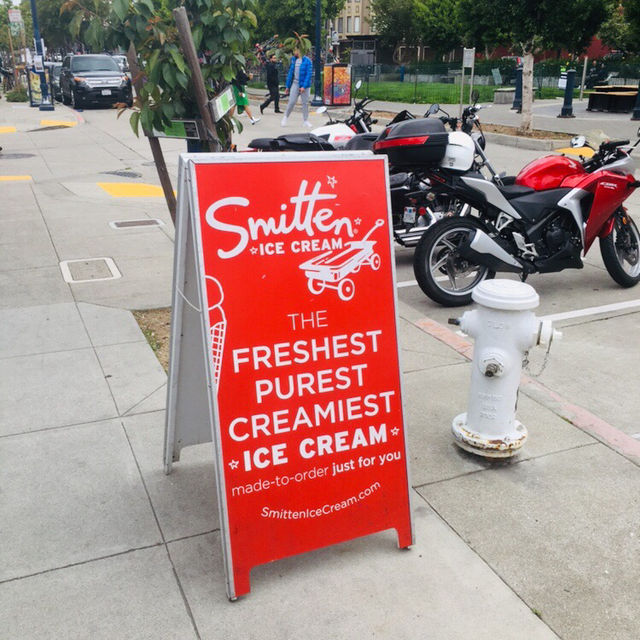 Smitten
ICE CREAM
THE
FRESHEST
PUREST
CREAMIEST
ICE CREAM
made-to-order just for you
SmittenIceCream.com